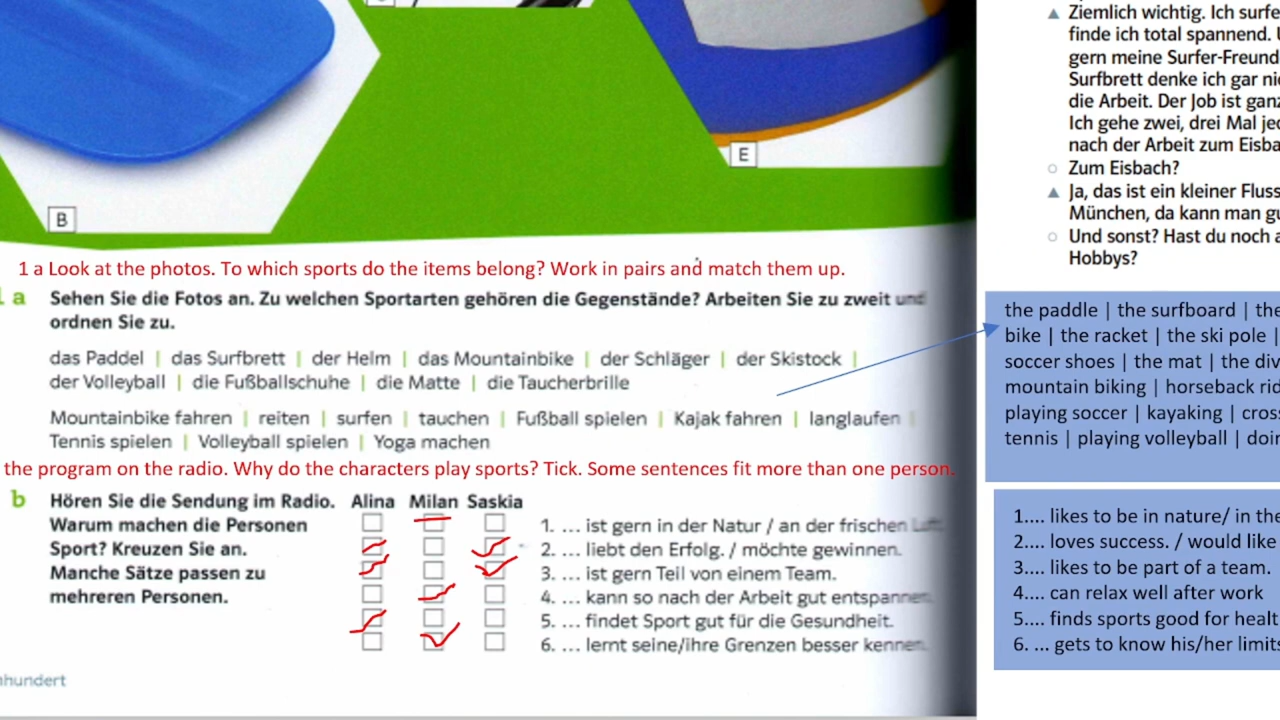 B
E
1 a Look at the photos. To which sports do the items belong? Work in pairs and match them up.
a Sehen Sie die Fotos an. Zu welchen Sportarten gehören die Gegenstände? Arbeiten Sie zu zweit und
ordnen Sie zu.
das Paddel | das Surfbrett | der Helm | das Mountainbike | der Schläger | der Skistock |
der Volleyball | die Fußballschuhe | die Matte | die Taucherbrille
Mountainbike fahren | reiten | surfen | tauchen | Fußball spielen | Kajak fahren | langlaufen |
Tennis spielen | Volleyball spielen | Yoga machen
the program on the radio. Why do the characters play sports? Tick. Some sentences fit more than one person.
b Hören Sie die Sendung im Radio. Alina Milan Saskia
Warum machen die Personen
Sport? Kreuzen Sie an.
Manche Sätze passen zu
mehreren Personen.
1. ... ist gern in der Natur / an der frischen Luft.
2. ... liebt den Erfolg. / möchte gewinnen.
3. ... ist gern Teil von einem Team.
4. ... kann so nach der Arbeit gut entspannen.
5. ... findet Sport gut für die Gesundheit.
6. ... lernt seine/ihre Grenzen besser kennen.
nhundert
▲ Ziemlich wichtig. Ich surfe
finde ich total spannend.
gern meine Surfer-Freund
Surfbrett denke ich gar
die Arbeit. Der Job ist ganz
Ich gehe zwei, drei Mal
nach der Arbeit zum Eisba
○ Zum Eisbach?
▲ Ja, das ist ein kleiner Fluss
München, da kann man
○ Und sonst? Hast du noch a
Hobbys?
the paddle | the surfboard | the
bike | the racket | the ski pole |
soccer shoes | the mat | the div
mountain biking | horseback rid
playing soccer | kayaking | cros
tennis | playing volleyball | doin
1.... likes to be in nature/ in the
2.... loves success. / would like
3.... likes to be part of a team.
4.... can relax well after work
5.... finds sports good for healt
6. ... gets to know his/her limits